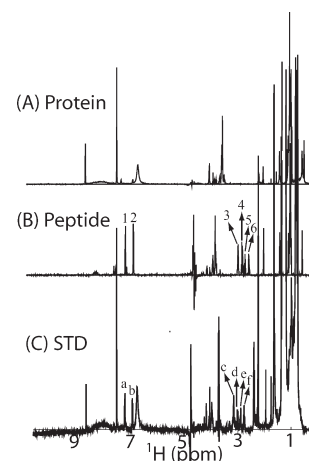 (A) Protein
(B) Peptide
1 2
3
4
5
6
(C) STD
a
b
c
d
e
f
9 7 5 3 1
¹H (ppm)